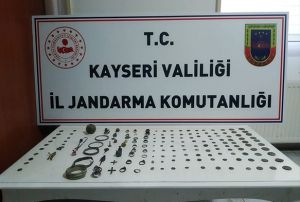 T.C.
KAYSERİ VALİLİĞİ
İL JANDARMA KOMUTANLIĞI